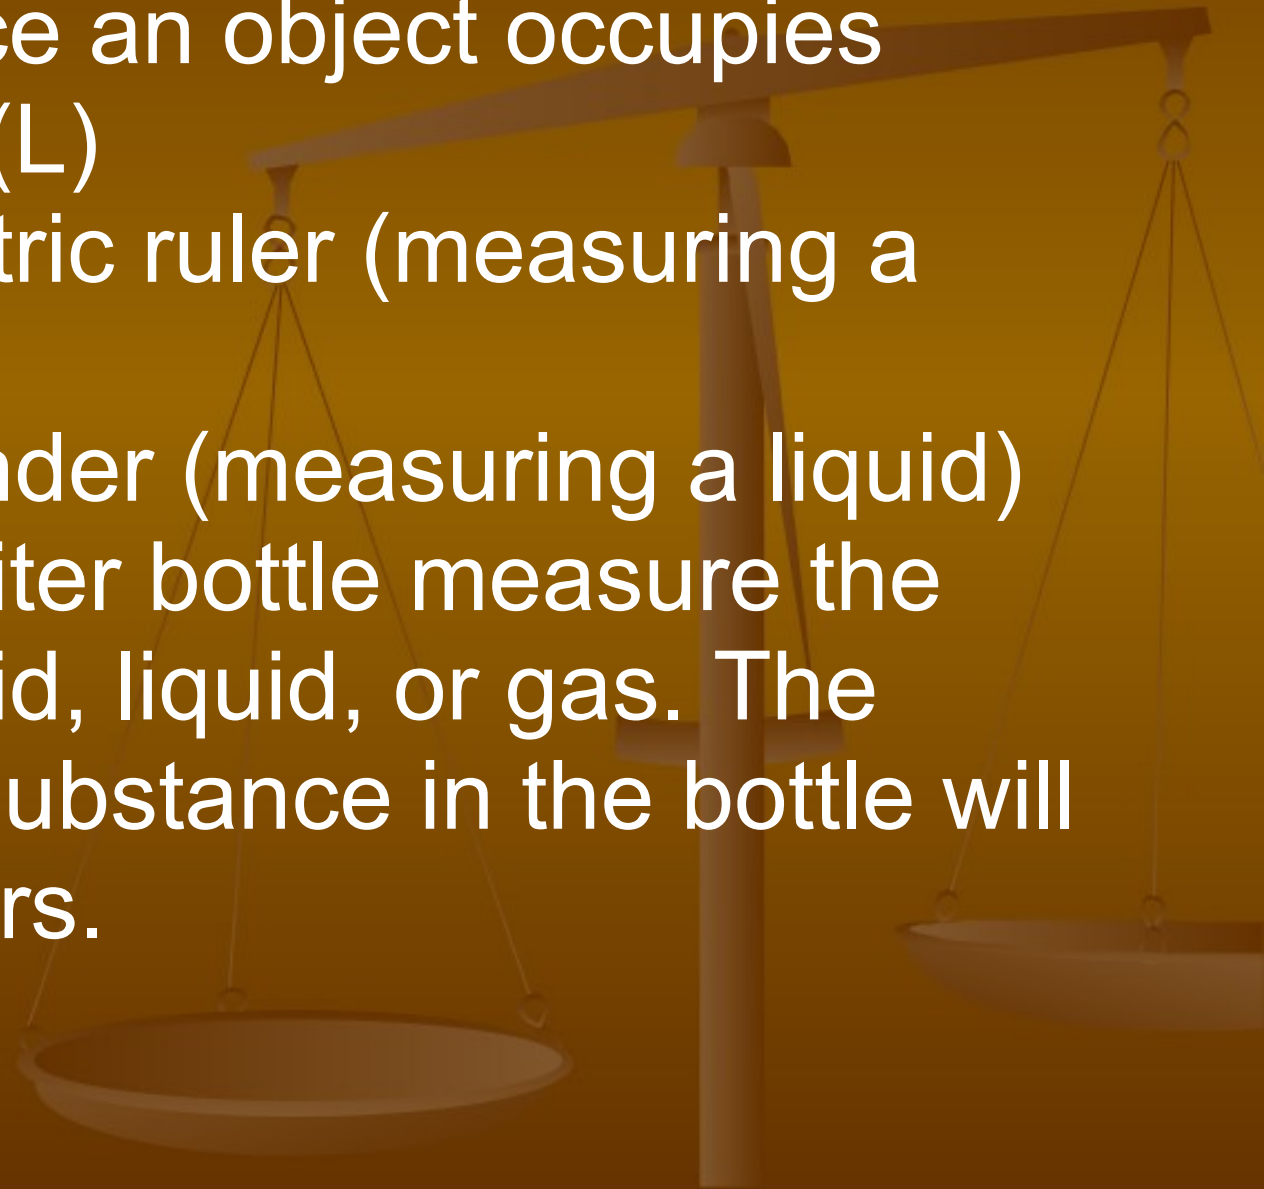 ce an object occupies
(L)
tric ruler (measuring a
nder (measuring a liquid)
iter bottle measure the
id, liquid, or gas. The
ubstance in the bottle will
rs.